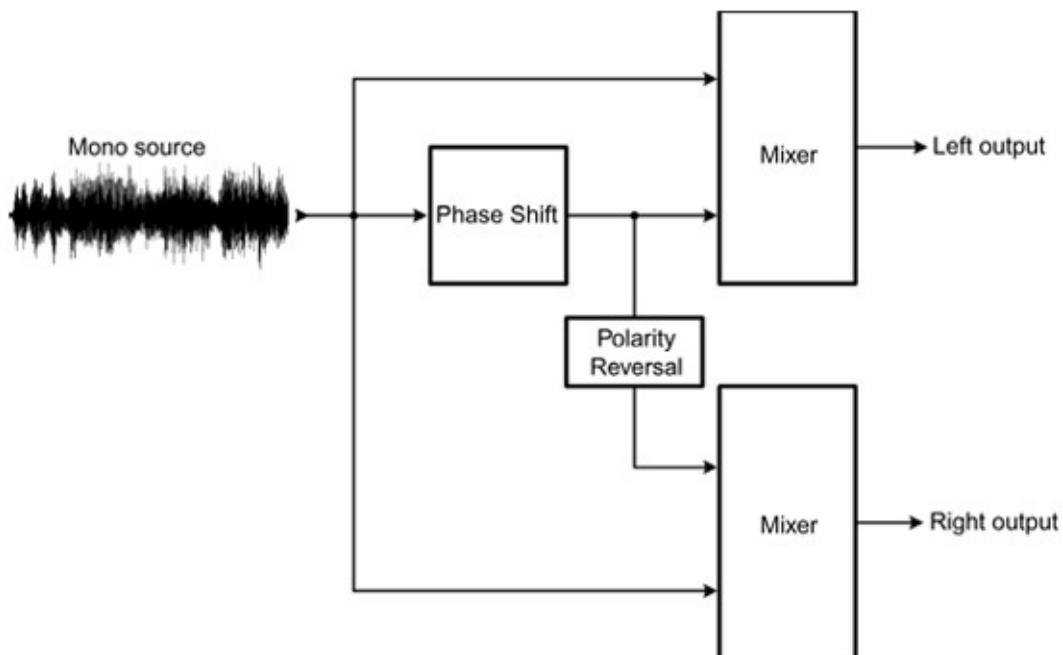 Mono source
Phase Shift
Polarity
Reversal
Mixer
Left output
Mixer
Right output